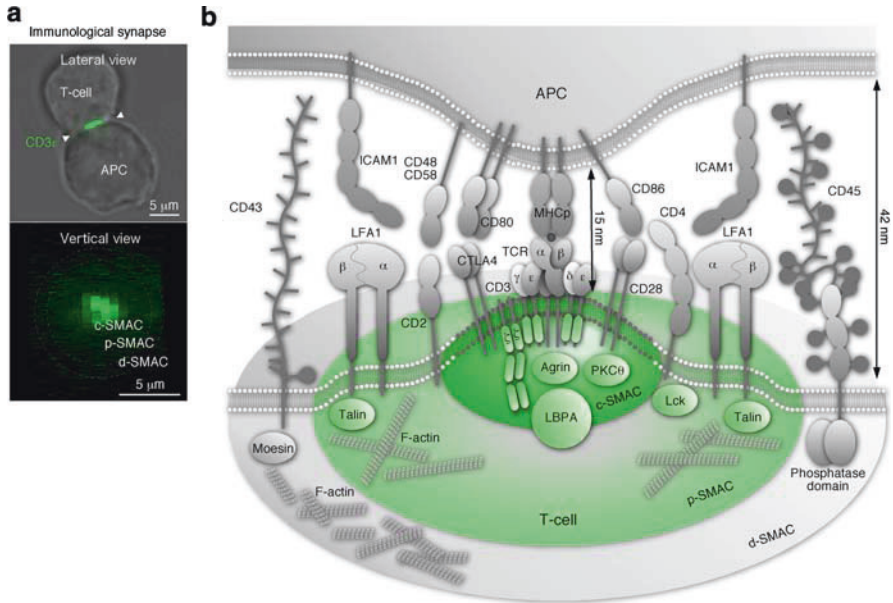 a
Immunological synapse
Lateral view
T-cell
CD3ε
APC
5 μm
Vertical view
c-SMAC
p-SMAC
d-SMAC
5 μm
b
APC
ICAM1
CD48
CD58
CD43
CD80
MHCp
15 nm
CD86
CD4
ICAM1
CD45
42 nm
LFA1
β
α
CTLA4
TCR
α
β
γ
ε
δ
ε
CD3
CD28
CD2
LFA1
α
β
Agrin
PKCθ
c-SMAC
LBPA
Lck
Talin
Talin
Moesin
F-actin
F-actin
p-SMAC
Phosphatase
domain
T-cell
d-SMAC